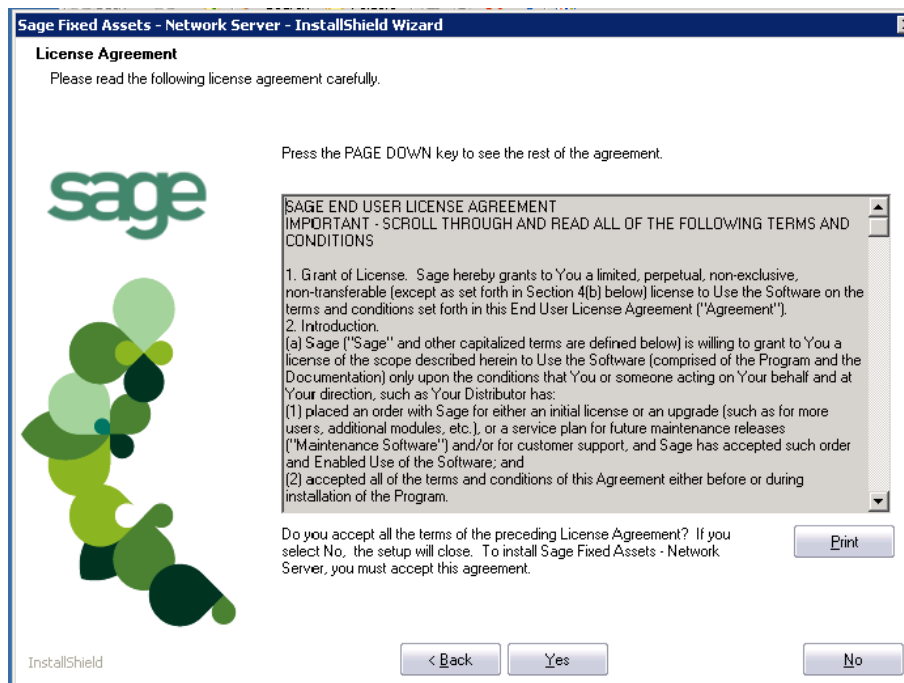 Sage Fixed Assets - Network Server - InstallShield Wizard
License Agreement
Please read the following license agreement carefully.
Press the PAGE DOWN key to see the rest of the agreement.
sage
SAGE END USER LICENSE AGREEMENT
IMPORTANT - SCROLL THROUGH AND READ ALL OF THE FOLLOWING TERMS AND
CONDITIONS
1. Grant of License.  Sage hereby grants to You a limited, perpetual, non-exclusive,
non-transferable (except as set forth in Section 4(b) below) license to Use the Software on the
terms and conditions set forth in this End User License Agreement ("Agreement").
2. Introduction.
(a) Sage ("Sage" and other capitalized terms are defined below) is willing to grant to You a
license of the scope described herein to Use the Software (comprised of the Program and the
Documentation) only upon the conditions that You or someone acting on Your behalf and at
Your direction, such as Your Distributor has:
(1) placed an order with Sage for either an initial license or an upgrade (such as for more
users, additional modules, etc.), or a service plan for future maintenance releases
("Maintenance Software") and/or for customer support, and Sage has accepted such order
and Enabled Use of the Software; and
(2) accepted all of the terms and conditions of this Agreement either before or during
installation of the Program.
Do you accept all the terms of the preceding License Agreement?  If you
select No,  the setup will close.  To install Sage Fixed Assets - Network
Server, you must accept this agreement.
Print
InstallShield
< Back
Yes
No